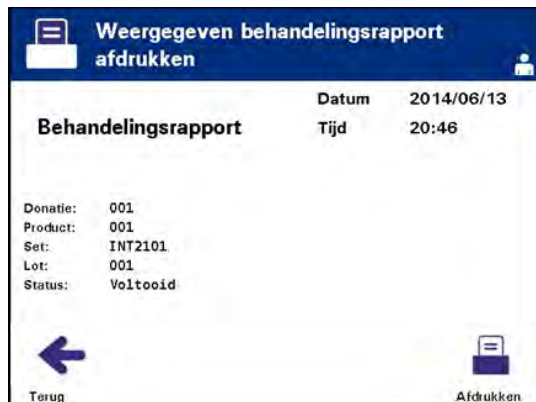 Weergegeven behandelingsrapport
afdrukken
Datum 2014/06/13
Behandelingsrapport Tijd 20:46
Donatie: 001
Product: 001
Set: INT2101
Lot: 001
Status: Voltooid
Terug Afdrukken